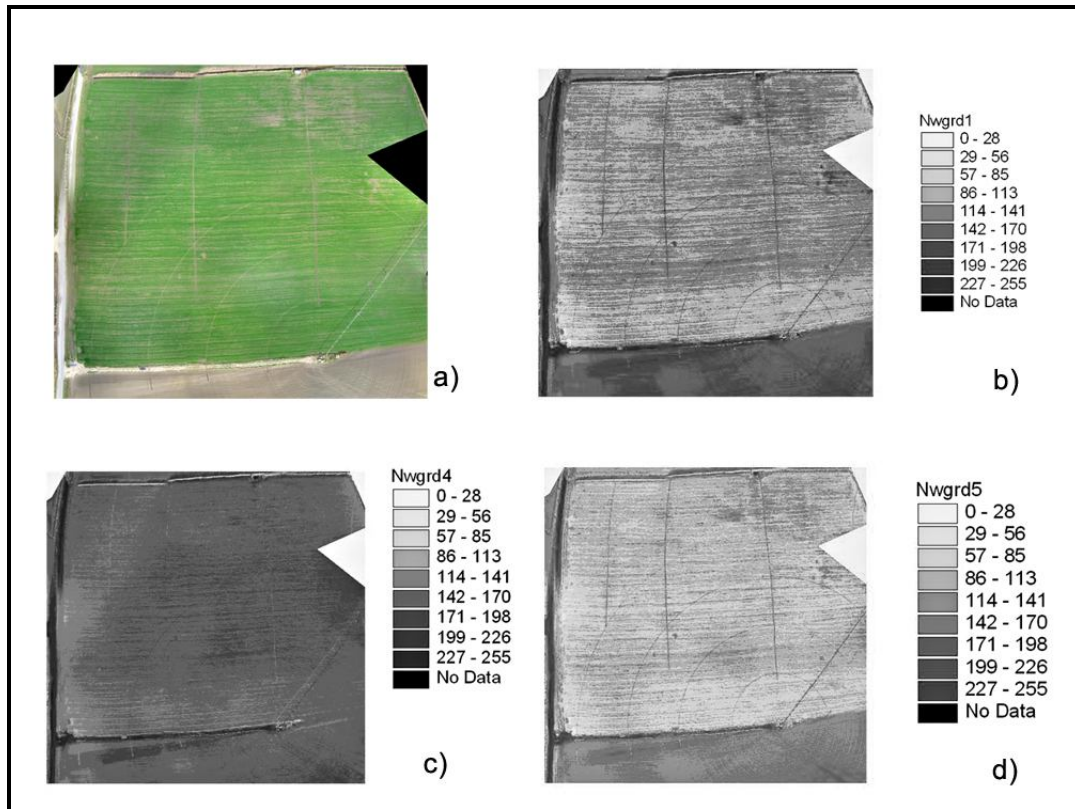 a)
Nwgrd1
0 - 28
29 - 56
57 - 85
86 - 113
114 - 141
142 - 170
171 - 198
199 - 226
227 - 255
No Data
b)
Nwgrd4
0 - 28
29 - 56
57 - 85
86 - 113
114 - 141
142 - 170
171 - 198
199 - 226
227 - 255
No Data
c)
Nwgrd5
0 - 28
29 - 56
57 - 85
86 - 113
114 - 141
142 - 170
171 - 198
199 - 226
227 - 255
No Data
d)